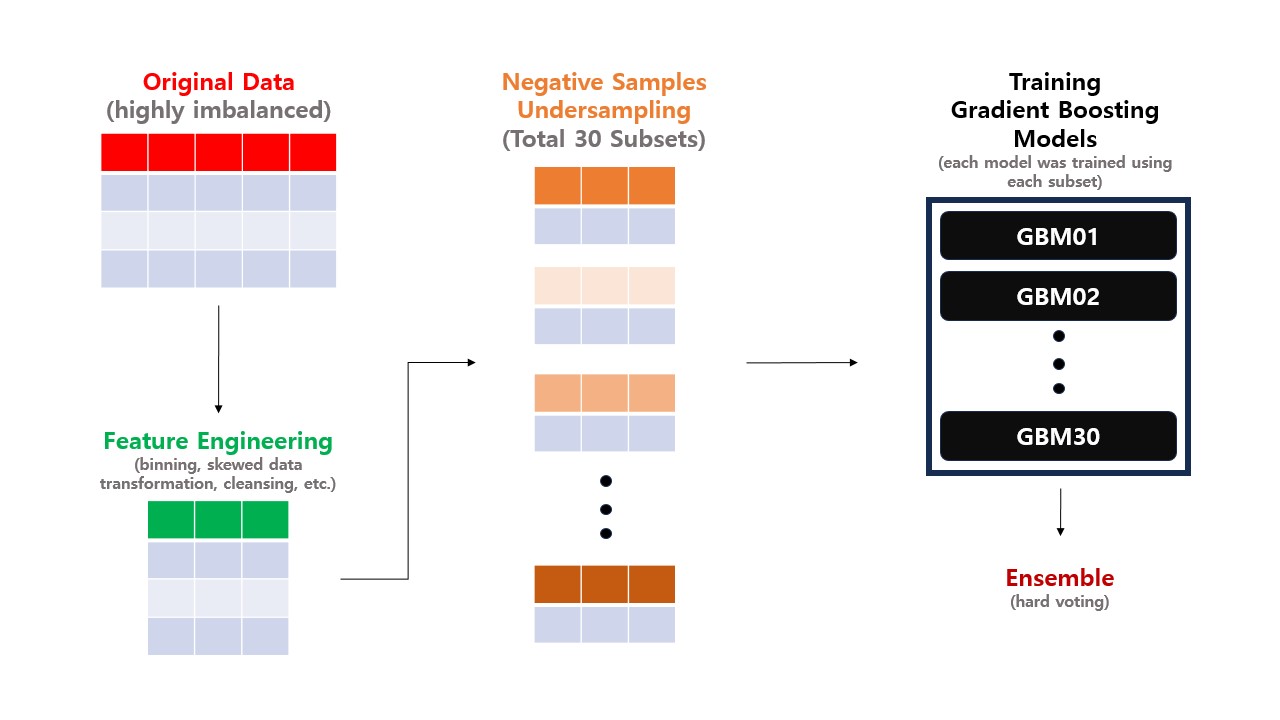 Original Data
(highly imbalanced)
Feature Engineering
(binning, skewed data
transformation, cleansing, etc.)
Negative Samples
Undersampling
(Total 30 Subsets)
Training
Gradient Boosting
Models
(each model was trained using
each subset)
GBM01
GBM02
GBM30
Ensemble
(hard voting)